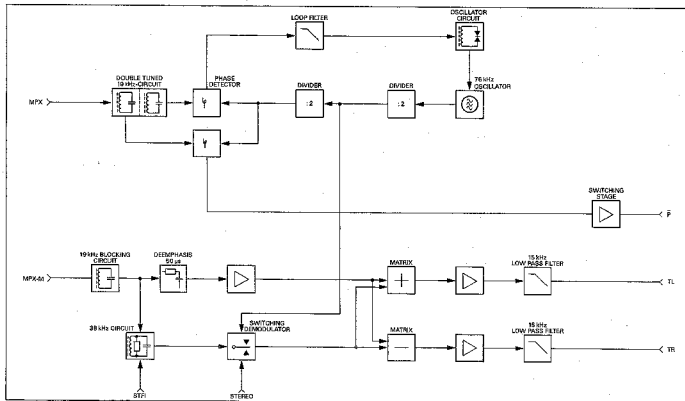 LOOP FILTER
OSCILLATOR
CIRCUIT
DOUBLE TUNED
19 kHz-CIRCUIT
PHASE
DETECTOR
DIVIDER
DIVIDER
76 kHz
OSCILLATOR
MPX
φ
:2
:2
φ
SWITCHING
STAGE
P̄
19 kHz BLOCKING
CIRCUIT
DEEMPHASIS
50 µs
MATRIX
15 kHz
LOW PASS FILTER
MPX-M
+
TL
38 kHz CIRCUIT
SWITCHING
DEMODULATOR
MATRIX
15 kHz
LOW PASS FILTER
—
TR
STFI
STEREO